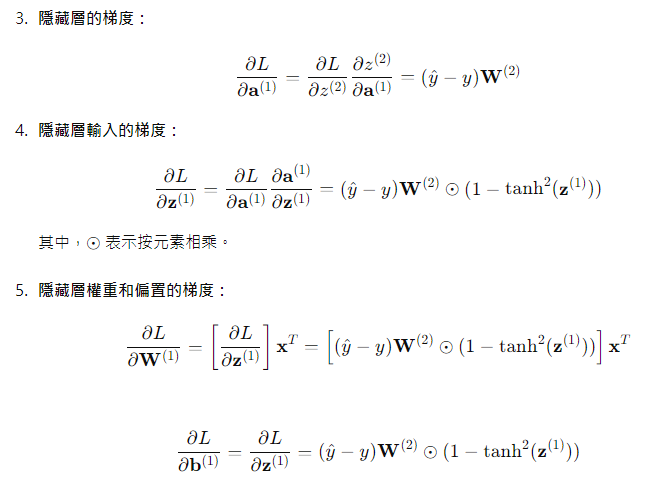 3. 隱藏層的梯度：
∂L/∂𝐚⁽¹⁾ = ∂L/∂z⁽²⁾ ∂z⁽²⁾/∂𝐚⁽¹⁾ = (ŷ − y)𝐖⁽²⁾
4. 隱藏層輸入的梯度：
∂L/∂𝐳⁽¹⁾ = ∂L/∂𝐚⁽¹⁾ ∂𝐚⁽¹⁾/∂𝐳⁽¹⁾ = (ŷ − y)𝐖⁽²⁾ ⊙ (1 − tanh²(𝐳⁽¹⁾))
其中，⊙ 表示按元素相乘。
5. 隱藏層權重和偏置的梯度：
∂L/∂𝐖⁽¹⁾ = [∂L/∂𝐳⁽¹⁾] 𝐱ᵀ = [(ŷ − y)𝐖⁽²⁾ ⊙ (1 − tanh²(𝐳⁽¹⁾))] 𝐱ᵀ
∂L/∂𝐛⁽¹⁾ = ∂L/∂𝐳⁽¹⁾ = (ŷ − y)𝐖⁽²⁾ ⊙ (1 − tanh²(𝐳⁽¹⁾))